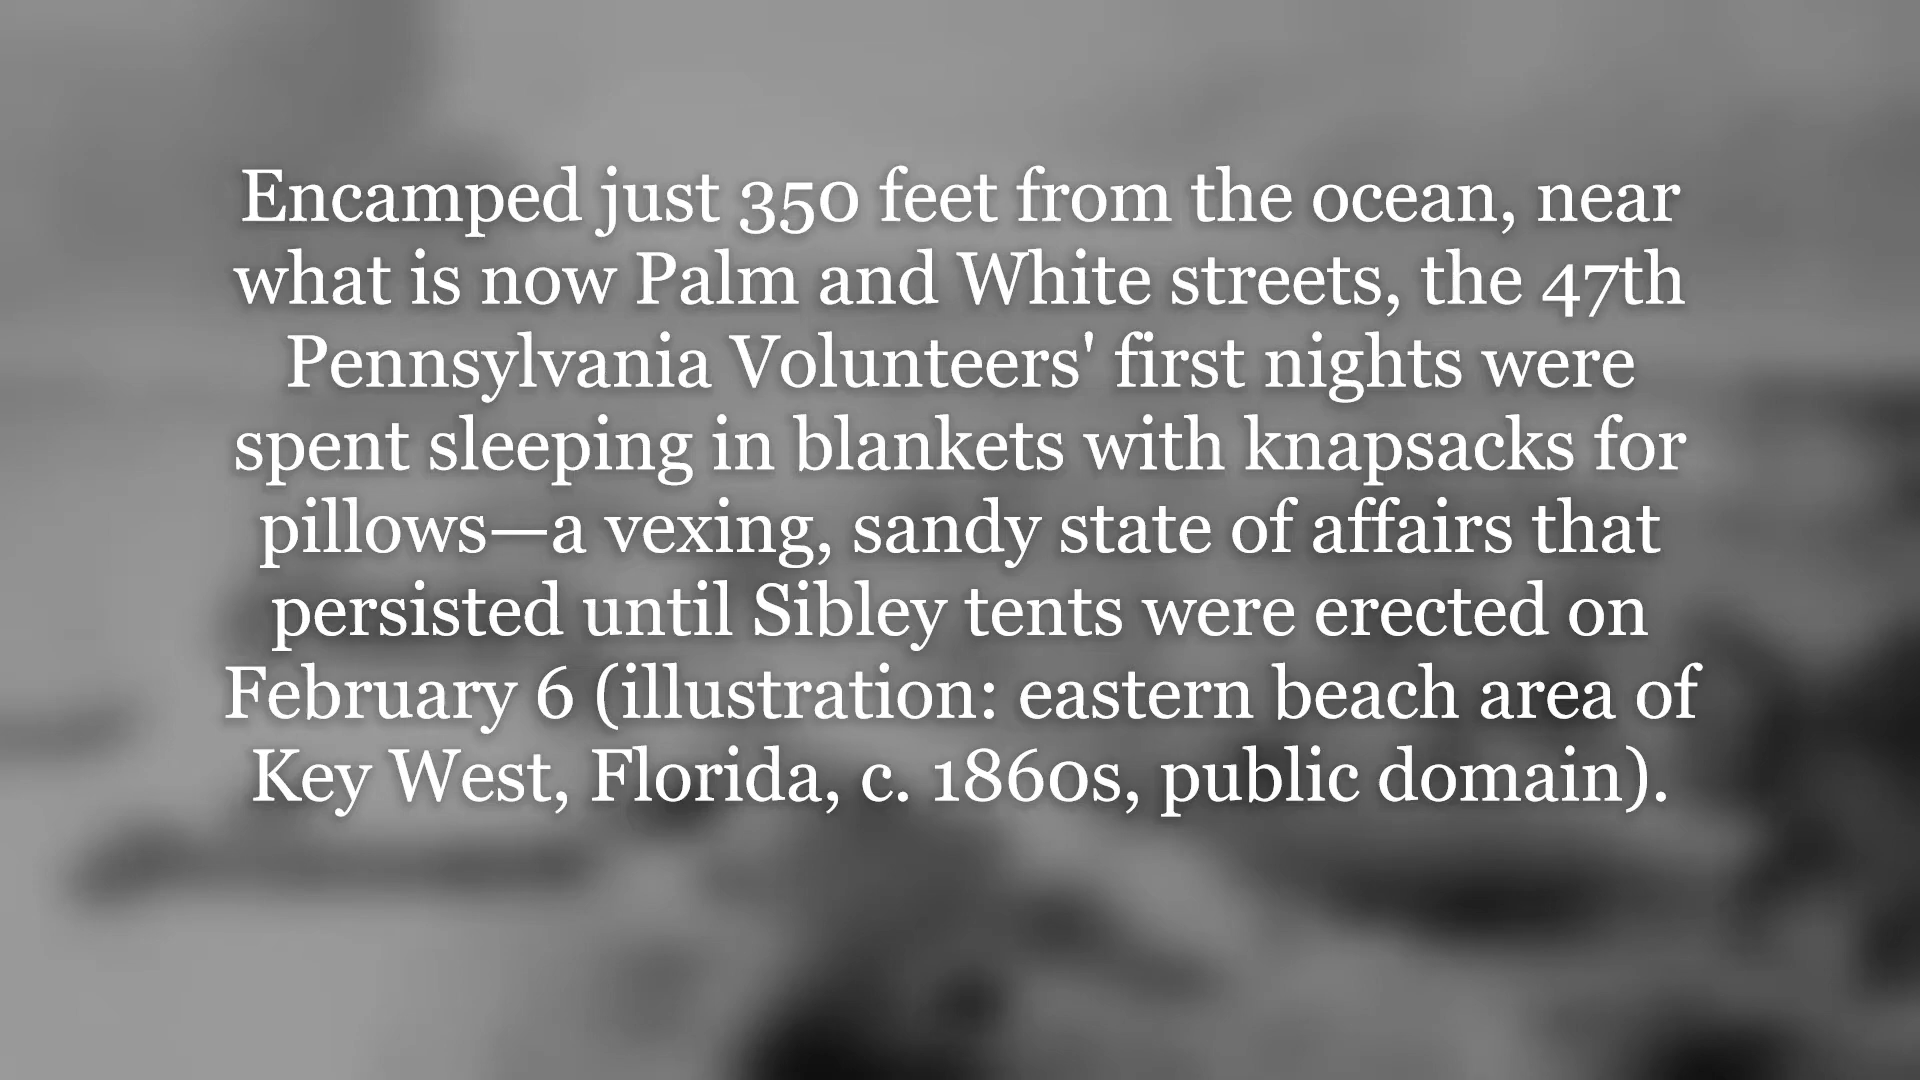 Encamped just 350 feet from the ocean, near
what is now Palm and White streets, the 47th
Pennsylvania Volunteers' first nights were
spent sleeping in blankets with knapsacks for
pillows—a vexing, sandy state of affairs that
persisted until Sibley tents were erected on
February 6 (illustration: eastern beach area of
Key West, Florida, c. 1860s, public domain).